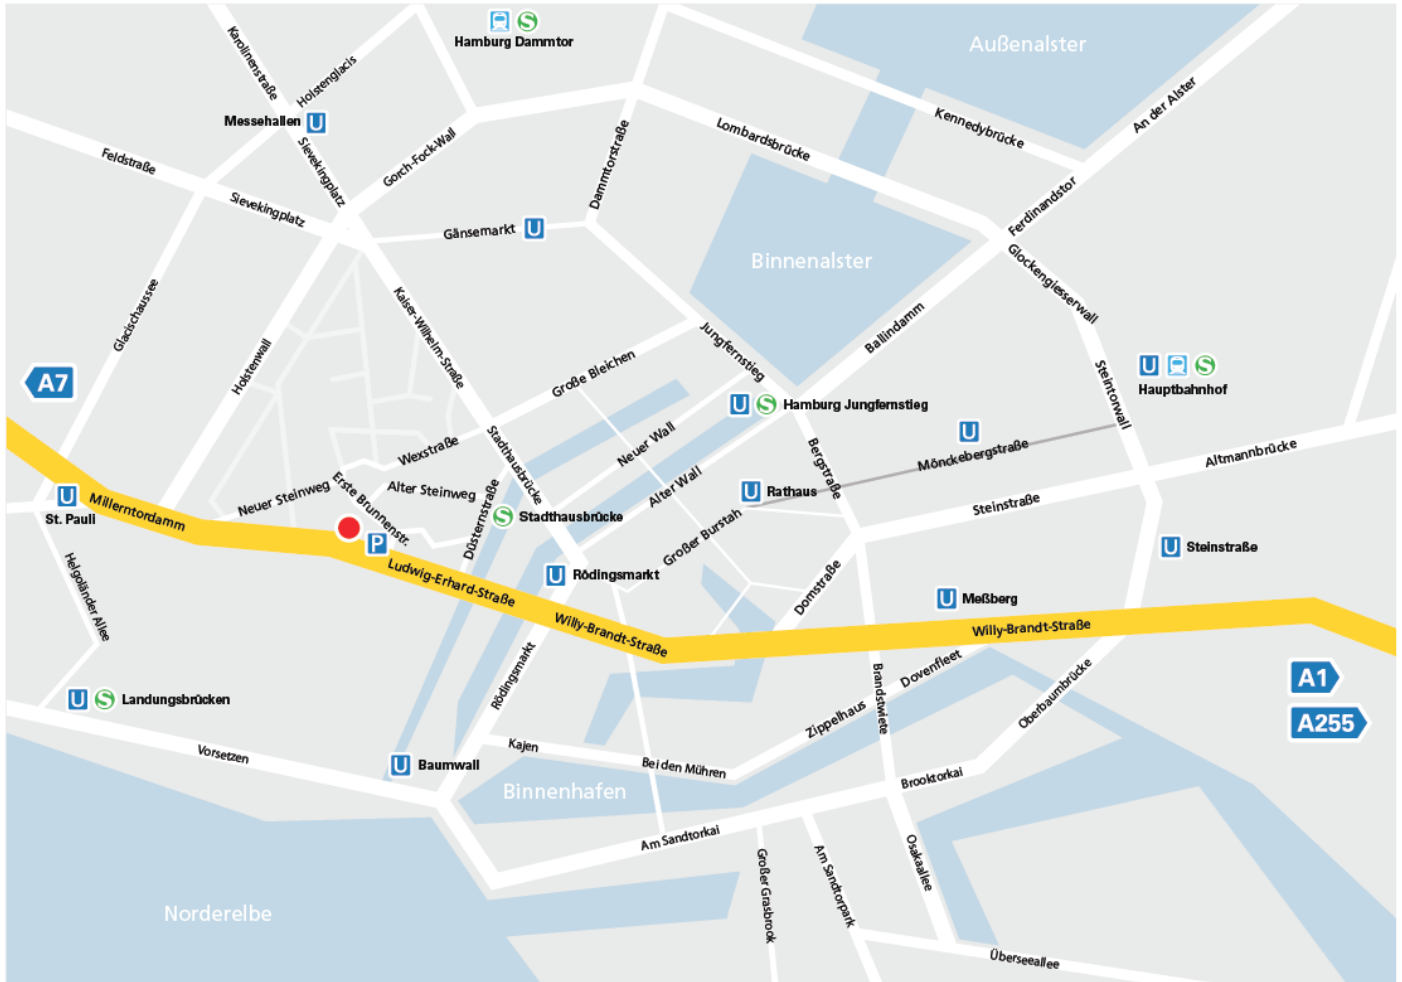 Karolinenstraße
Holstenglacis
S
Hamburg Dammtor
Außenalster
Messehallen U
Feldstraße
Sievekingplatz
Sievekingplatz
Gorch-Fock-Wall
Dammtorstraße
Lombardsbrücke
Kennedybrücke
An der Alster
Ferdinandstor
Gänsemarkt U
Binnenalster
Glockengiesserwall
Glacischaussee
Holstenwall
Kaiser-Wilhelm-Straße
Große Bleichen
Jungfernstieg
Ballindamm
Steintorwall
U S
Hauptbahnhof
A7
U S Hamburg Jungfernstieg
U
Mönckebergstraße
Altmannbrücke
Wexstraße
Stadthausbrücke
Neuer Wall
Alter Wall
Bergstraße
U Rathaus
Steinstraße
Neuer Steinweg
Erste Brunnenstr.
Alter Steinweg
Düsternstraße
S Stadthausbrücke
Großer Burstah
U
St. Pauli
Millerntordamm
P
Ludwig-Erhard-Straße
U Rödingsmarkt
Domstraße
U Steinstraße
Helgoländer Allee
Willy-Brandt-Straße
U Meßberg
Willy-Brandt-Straße
Rödingsmarkt
Dovenfleet
Brandstwiete
Zippelhaus
Oberbaumbrücke
A1
A255
U S Landungsbrücken
Vorsetzen
U Baumwall
Kajen
Bei den Mühren
Binnenhafen
Brooktorkai
Am Sandtorkai
Großer Grasbrook
Am Sandtorpark
Osakaallee
Norderelbe
Überseeallee